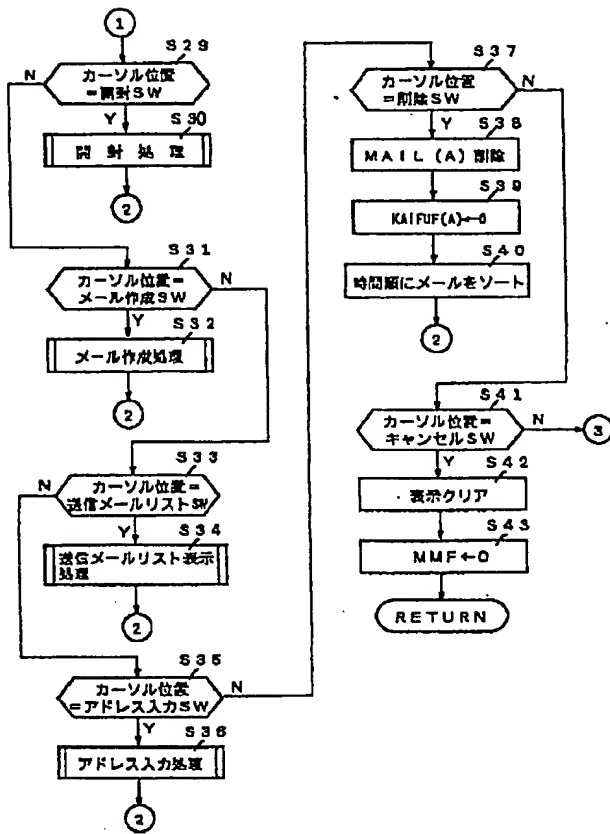 1
S29
カーソル位置
=開封SW
N
Y
S30
開封処理
2
S31
カーソル位置=
メール作成SW
N
Y
S32
メール作成処理
2
S33
カーソル位置=
送信メールリストSW
N
Y
S34
送信メールリスト表示
処理
2
S35
カーソル位置
=アドレス入力SW
N
Y
S36
アドレス入力処理
2
S37
カーソル位置
=削除SW
N
Y
S38
MAIL(A)削除
S39
KAIFUF(A)←0
S40
時間順にメールをソート
2
S41
カーソル位置=
キャンセルSW
N
3
Y
S42
表示クリア
S43
MMF←0
RETURN